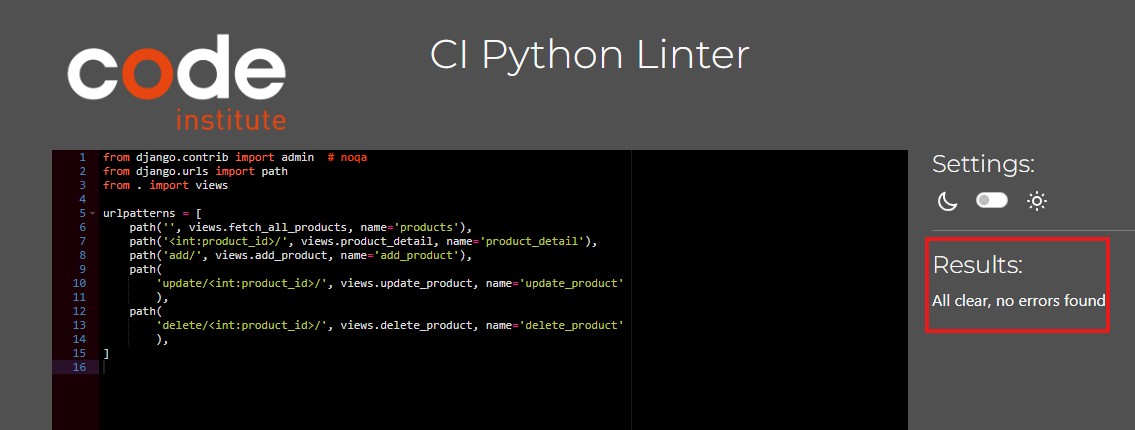 code
institute
CI Python Linter
1 from django.contrib import admin  # noqa
2 from django.urls import path
3 from . import views
4
5 urlpatterns = [
6     path('', views.fetch_all_products, name='products'),
7     path('<int:product_id>/', views.product_detail, name='product_detail'),
8     path('add/', views.add_product, name='add_product'),
9     path(
10         'update/<int:product_id>/', views.update_product, name='update_product'
11         ),
12     path(
13         'delete/<int:product_id>/', views.delete_product, name='delete_product'
14         ),
15 ]
16
Settings:
Results:
All clear, no errors found